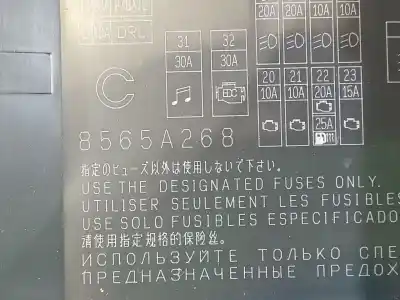 DRL
20A 20A 10A 10A
31 32
30A 30A
20 21 22 23
10A 10A 20A 15A
25A
C
8565A268
指定のヒューズ以外は使用しないで下さい。
USE THE DESIGNATED FUSES ONLY.
UTILISER SEULEMENT LES FUSIBLES
USE SOLO FUSIBLES ESPECIFICADO
请使用指定规格的保险丝。
ИСПОЛЬЗУЙТЕ ТОЛЬКО СПЕ
ПРЕДНАЗНАЧЕННЫЕ ПРЕДОХ